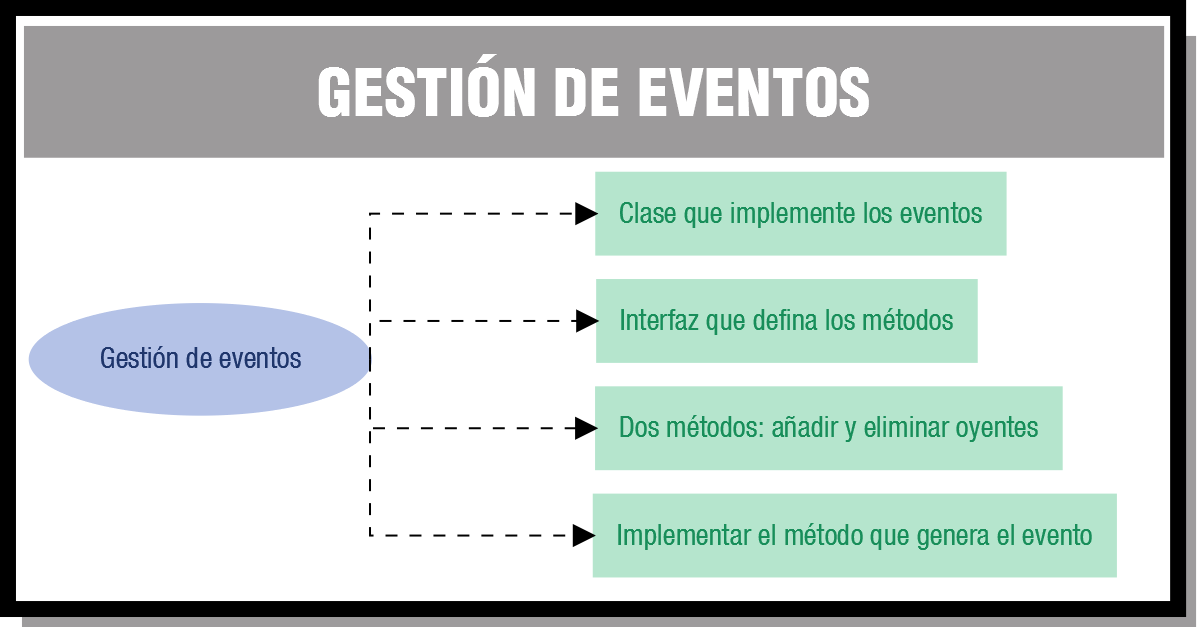 GESTIÓN DE EVENTOS
Gestión de eventos
Clase que implemente los eventos
Interfaz que defina los métodos
Dos métodos: añadir y eliminar oyentes
Implementar el método que genera el evento